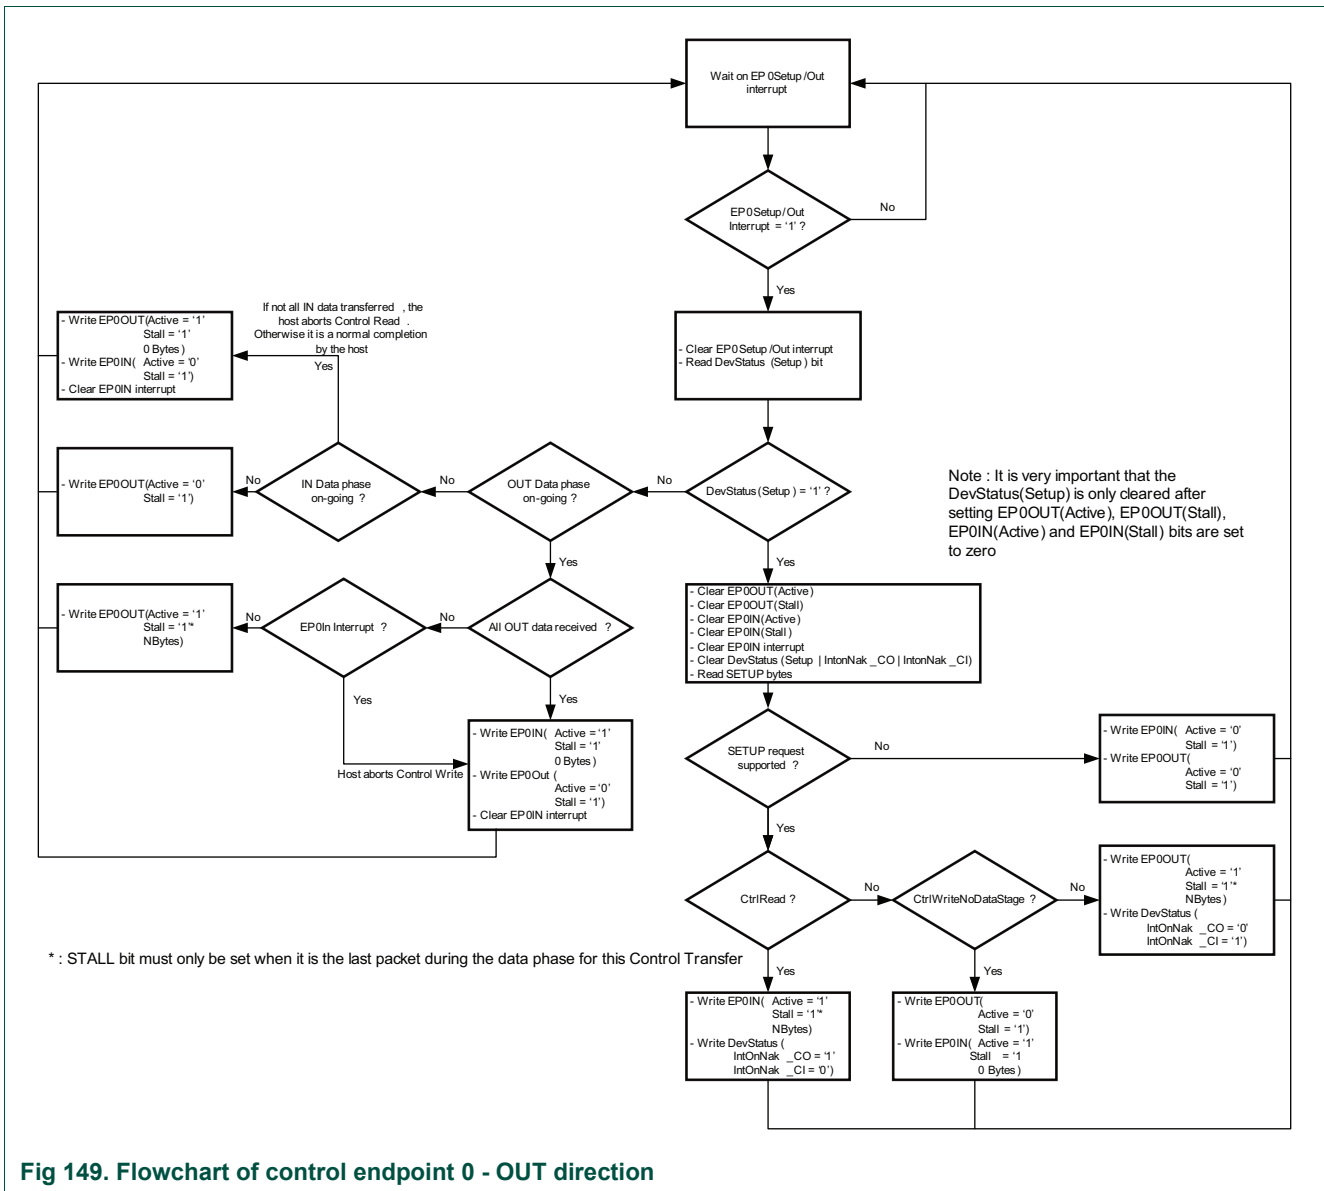 Wait on EP 0Setup /Out
interrupt
EP0Setup/Out
Interrupt = ‘1’ ?
No
Yes
- Clear EP0Setup /Out interrupt
- Read DevStatus (Setup ) bit
If not all IN data transferred , the
host aborts Control Read .
Otherwise it is a normal completion
by the host
Yes
- Write EP0OUT(Active = ‘1’
Stall = ‘1’
0 Bytes )
- Write EP0IN( Active = ‘0’
Stall = ‘1’)
- Clear EP0IN interrupt
DevStatus (Setup ) = ‘1’ ?
No
OUT Data phase
on-going ?
No
IN Data phase
on-going ?
No
- Write EP0OUT(Active = ‘0’
Stall = ‘1’)
Note : It is very important that the
DevStatus(Setup) is only cleared after
setting EP0OUT(Active), EP0OUT(Stall),
EP0IN(Active) and EP0IN(Stall) bits are set
to zero
Yes
Yes
- Clear EP0OUT(Active)
- Clear EP0OUT(Stall)
- Clear EP0IN(Active)
- Clear EP0IN(Stall)
- Clear EP0IN interrupt
- Clear DevStatus (Setup | IntonNak _CO | IntonNak _CI)
- Read SETUP bytes
All OUT data received ?
No
EP0In Interrupt ?
No
- Write EP0OUT(Active = ‘1’
Stall = ‘1’*
NBytes)
Yes
Yes
Host aborts Control Write
- Write EP0IN( Active = ‘1’
Stall = ‘1’
0 Bytes )
- Write EP0Out (
Active = ‘0’
Stall = ‘1’)
- Clear EP0IN interrupt
SETUP request
supported ?
No
- Write EP0IN( Active = ‘0’
Stall = ‘1’)
- Write EP0OUT(
Active = ‘0’
Stall = ‘1’)
Yes
CtrlRead ?
No
CtrlWriteNoDataStage ?
No
- Write EP0OUT(
Active = ‘1’
Stall = ‘1’*
NBytes )
- Write DevStatus (
IntOnNak _CO = ‘0’
IntOnNak _CI = ‘1’)
* : STALL bit must only be set when it is the last packet during the data phase for this Control Transfer
Yes
Yes
- Write EP0IN( Active = ‘1’
Stall = ‘1’*
NBytes)
- Write DevStatus (
IntOnNak _CO = ‘1’
IntOnNak _CI = ‘0’)
- Write EP0OUT(
Active = ‘0’
Stall = ‘1’)
- Write EP0IN( Active = ‘1’
Stall = ‘1
0 Bytes )
Fig 149. Flowchart of control endpoint 0 - OUT direction